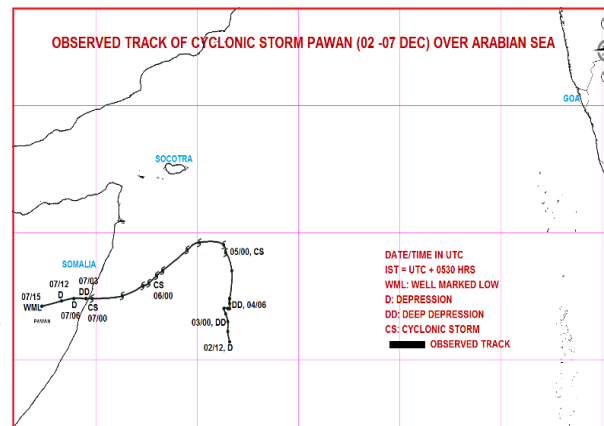 OBSERVED TRACK OF CYCLONIC STORM PAWAN (02 -07 DEC) OVER ARABIAN SEA
GOA
SOCOTRA
05/00, CS
SOMALIA
07/15
WML
PAWAN
07/12
D
D
07/06
07/03
DD
CS
07/00
CS
06/00
DD, 04/06
03/00, DD
02/12, D
DATE/TIME IN UTC
IST = UTC + 0530 HRS
WML: WELL MARKED LOW
D: DEPRESSION
DD: DEEP DEPRESSION
CS: CYCLONIC STORM
OBSERVED TRACK